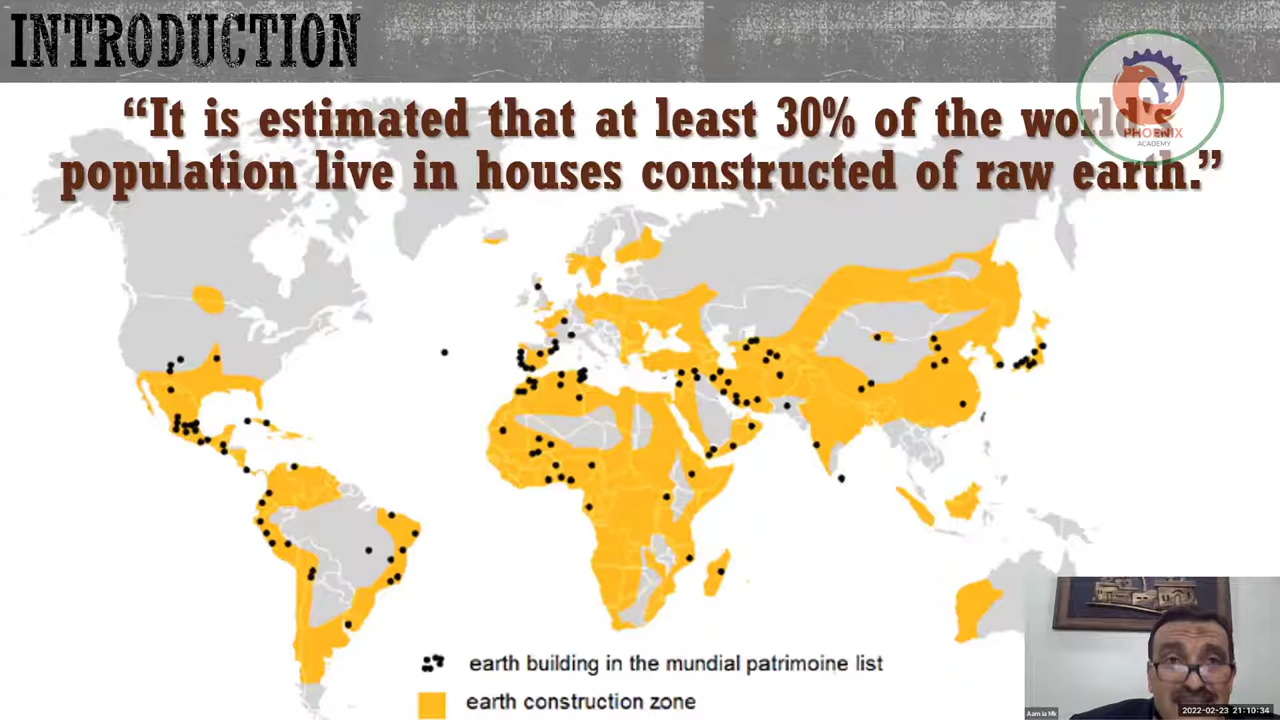 INTRODUCTION
“It is estimated that at least 30% of the world's
population live in houses constructed of raw earth.”
PHOENIX
ACADEMY
earth building in the mundial patrimoine list
earth construction zone
2022-02-23 21:10:34